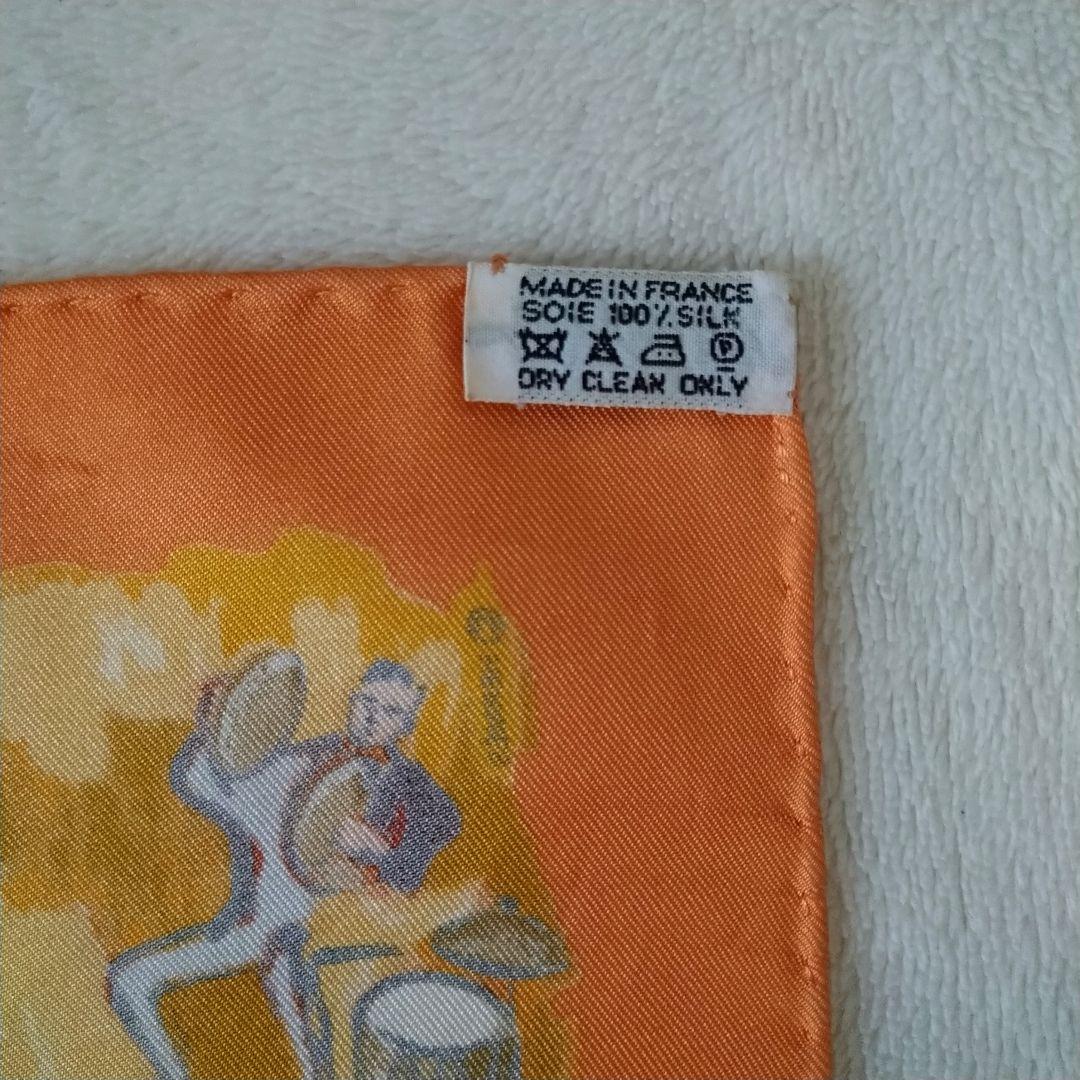 MADE IN FRANCE
SOIE 100% SILK
P
DRY CLEAN ONLY
©